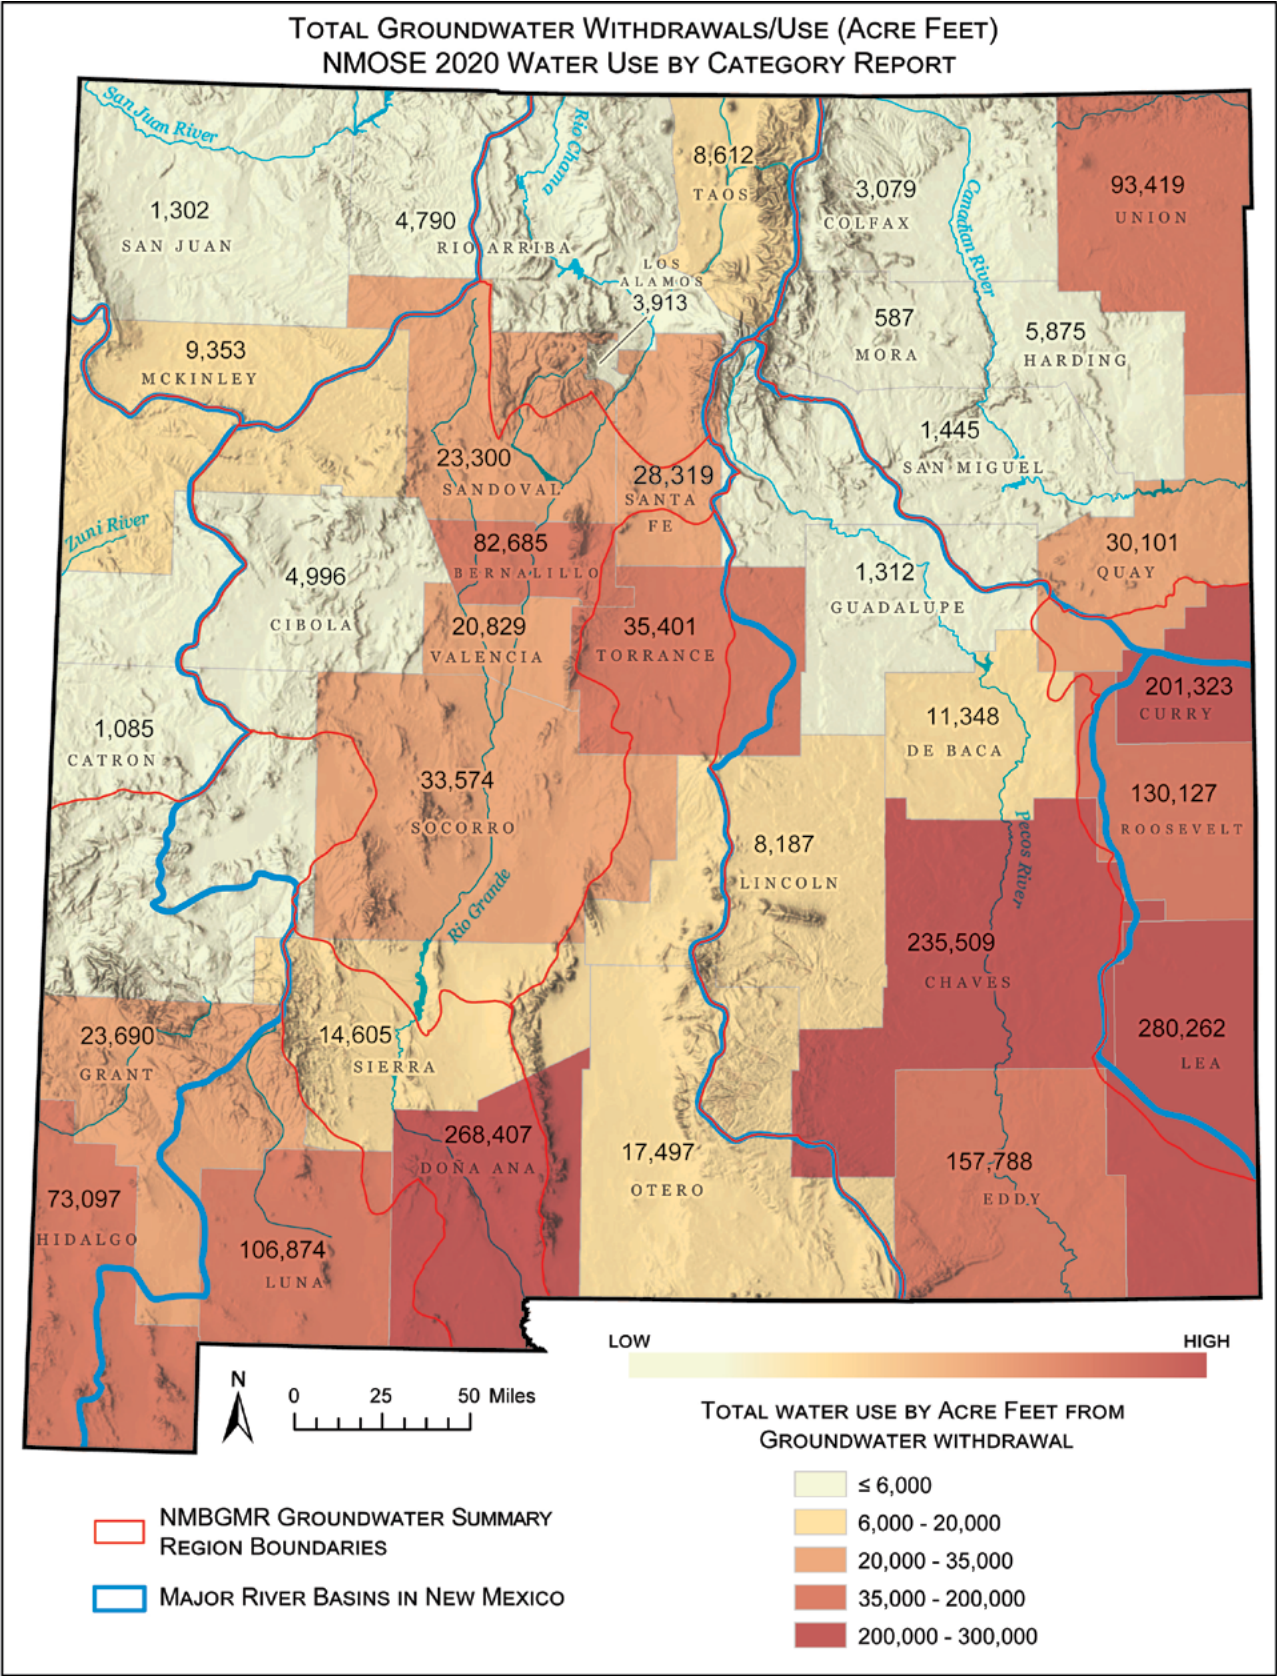 Total Groundwater Withdrawals/Use (Acre Feet)
NMOSE 2020 Water Use by Category Report
San Juan River
Rio Chama
8,612
TAOS
3,079
COLFAX
Canadian River
93,419
UNION
1,302
SAN JUAN
4,790
RIO ARRIBA
LOS
ALAMOS
3,913
587
MORA
5,875
HARDING
9,353
MCKINLEY
1,445
SAN MIGUEL
23,300
SANDOVAL
28,319
SANTA
FE
Zuni River
82,685
BERNALILLO
30,101
QUAY
4,996
CIBOLA
1,312
GUADALUPE
20,829
VALENCIA
35,401
TORRANCE
201,323
CURRY
1,085
CATRON
11,348
DE BACA
33,574
SOCORRO
130,127
ROOSEVELT
8,187
LINCOLN
Pecos River
Rio Grande
235,509
CHAVES
23,690
GRANT
14,605
SIERRA
280,262
LEA
268,407
DOÑA ANA
17,497
OTERO
157,788
EDDY
73,097
HIDALGO
106,874
LUNA
LOW
HIGH
N
0 25 50 Miles
Total water use by Acre Feet from
Groundwater withdrawal
≤ 6,000
6,000 - 20,000
20,000 - 35,000
35,000 - 200,000
200,000 - 300,000
NMBGMR Groundwater Summary
Region Boundaries
Major River Basins in New Mexico